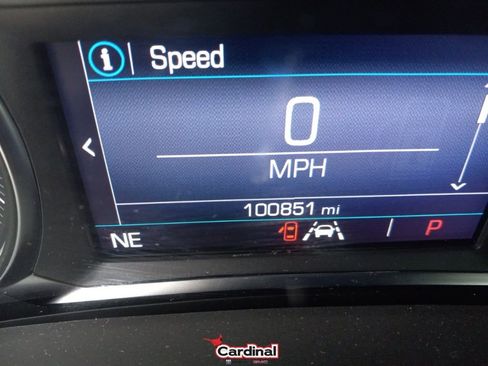 i Speed
0
MPH
100851 mi
NE P
Cardinal